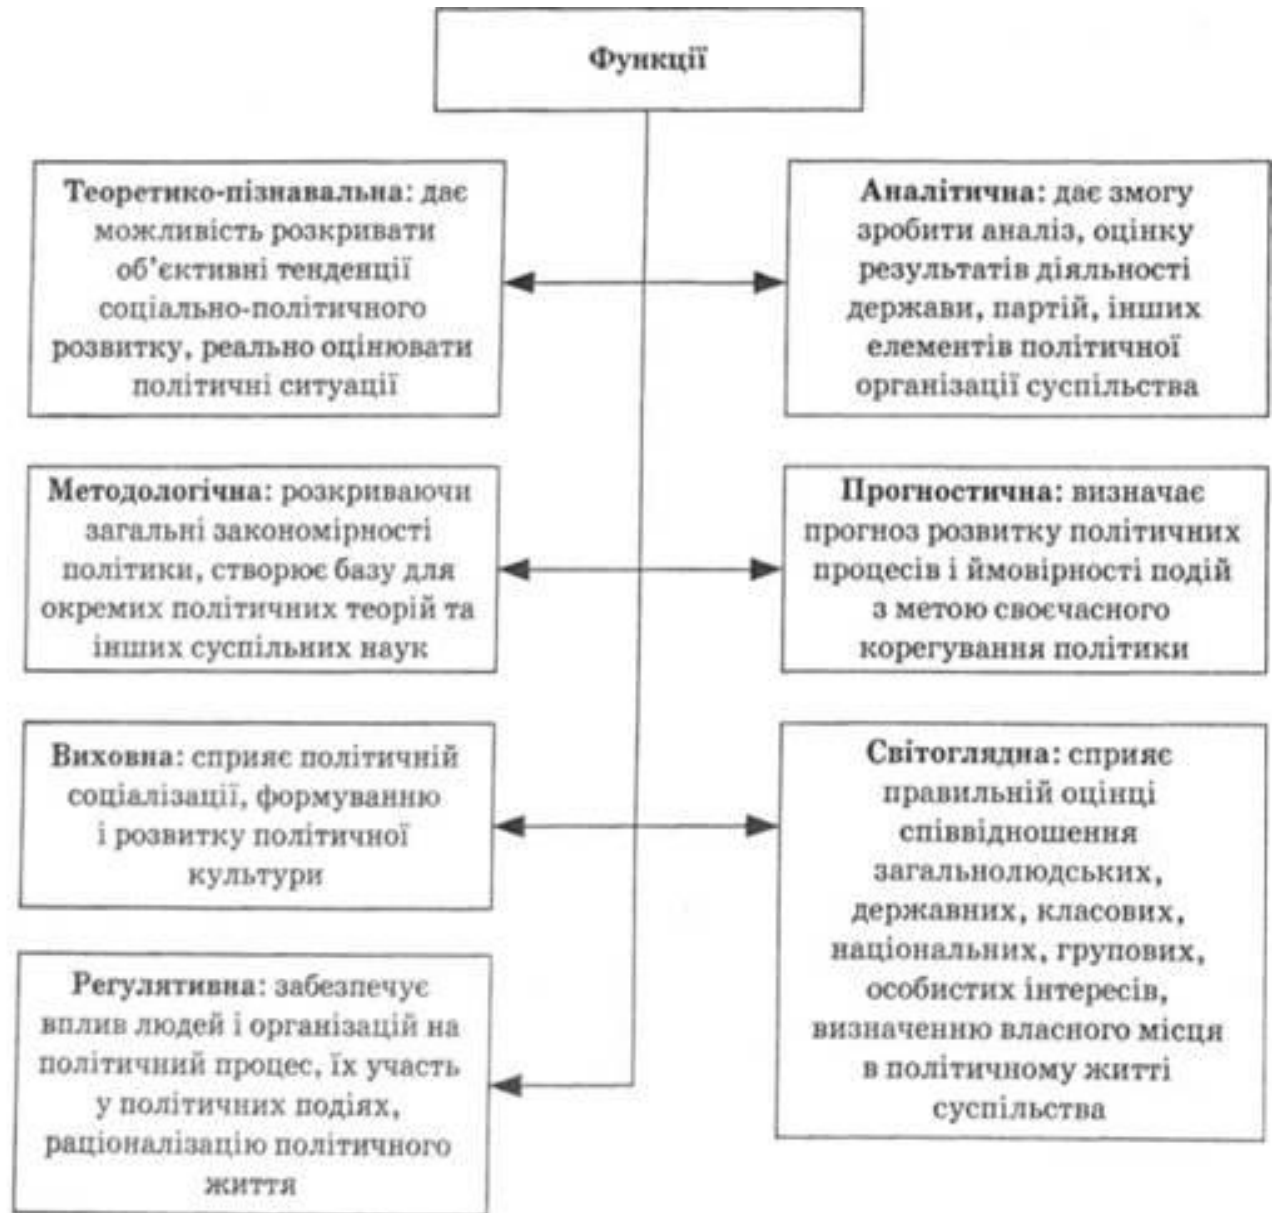 Функції
Теоретико-пізнавальна: дає
можливість розкривати
об’єктивні тенденції
соціально-політичного
розвитку, реально оцінювати
політичні ситуації
Аналітична: дає змогу
зробити аналіз, оцінку
результатів діяльності
держави, партій, інших
елементів політичної
організації суспільства
Методологічна: розкриваючи
загальні закономірності
політики, створює базу для
окремих політичних теорій та
інших суспільних наук
Прогностична: визначає
прогноз розвитку політичних
процесів і ймовірності подій
з метою своєчасного
корегування політики
Виховна: сприяє політичній
соціалізації, формуванню
і розвитку політичної
культури
Світоглядна: сприяє
правильній оцінці
співвідношення
загальнолюдських,
державних, класових,
національних, групових,
особистих інтересів,
визначенню власного місця
в політичному житті
суспільства
Регулятивна: забезпечує
вплив людей і організацій на
політичний процес, їх участь
у політичних подіях,
раціоналізацію політичного
життя